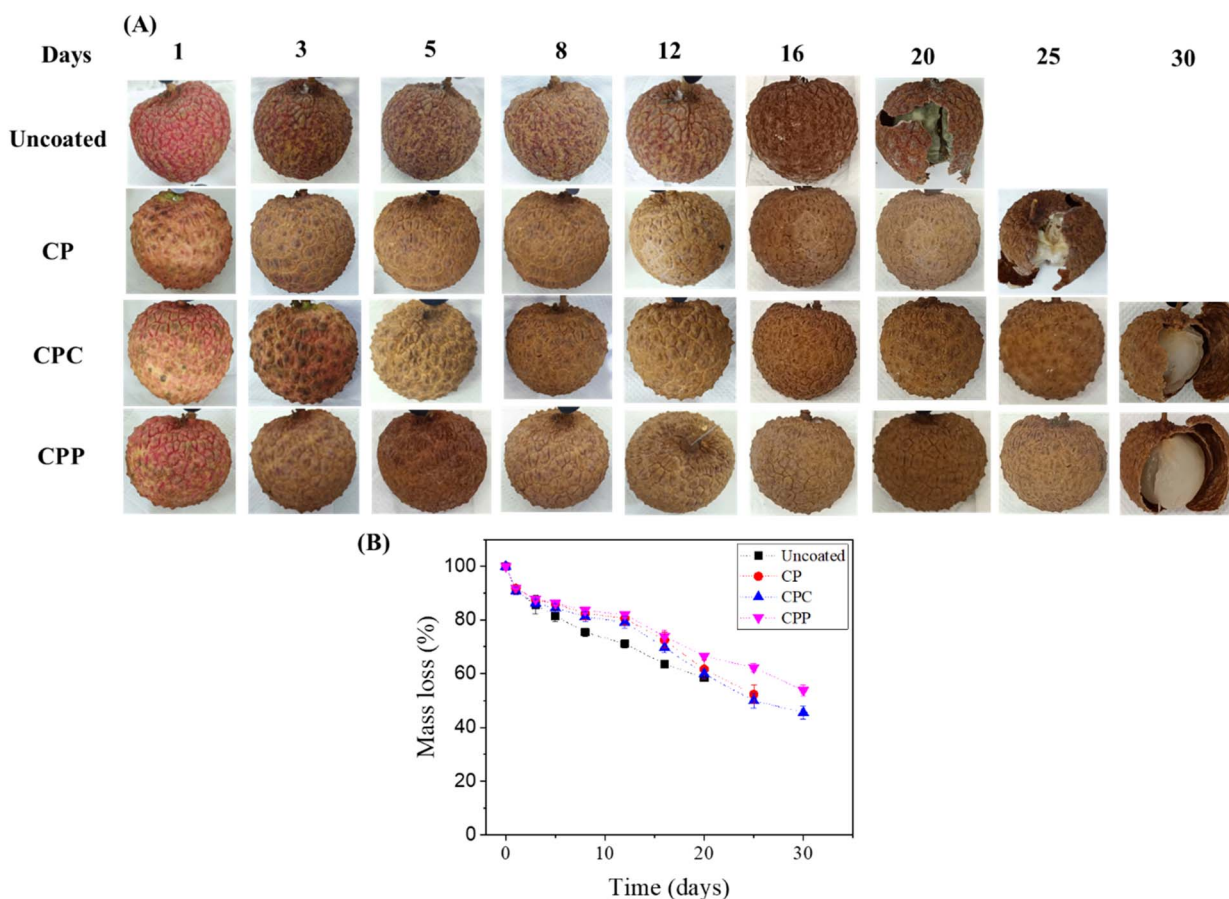 (A)
Days 1 3 5 8 12 16 20 25 30
Uncoated
CP
CPC
CPP
(B)
Uncoated
CP
CPC
CPP
100
80
60
40
20
0
Mass loss (%)
0 10 20 30
Time (days)